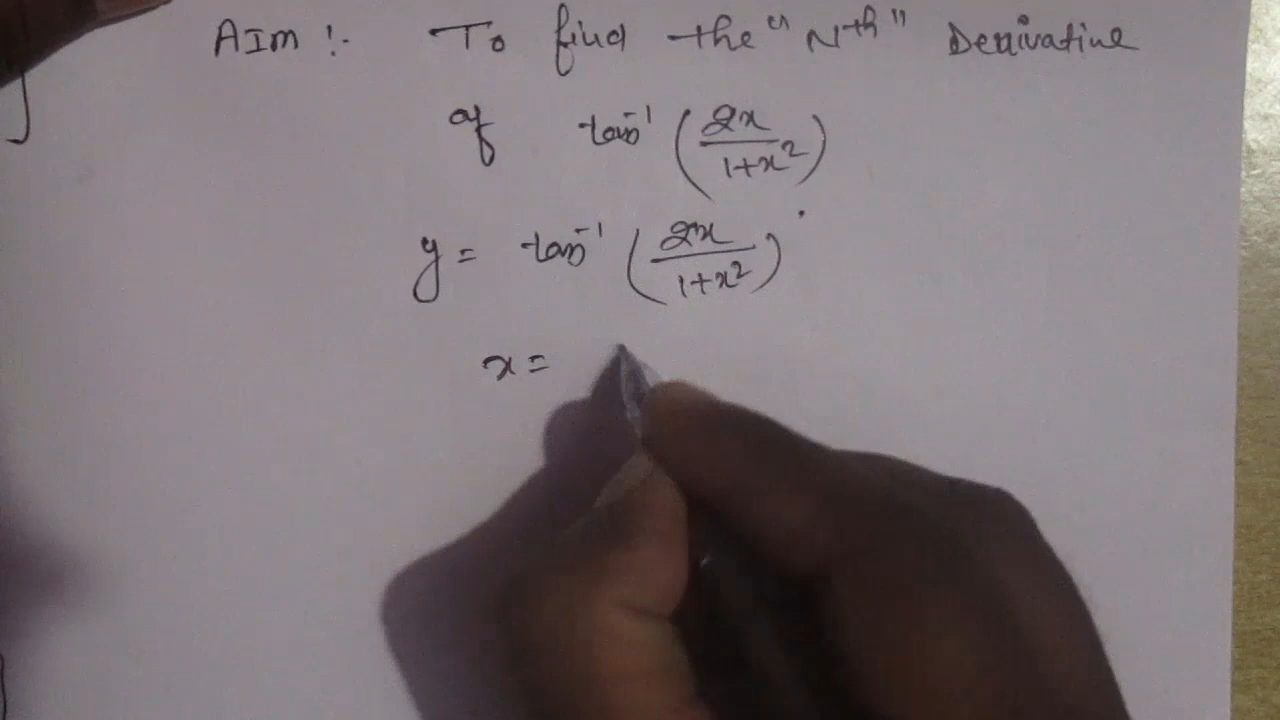 AIm :- To find the "Nth" Derivative
of tan⁻¹ (2x/1+x²)
y = tan⁻¹ (2x/1+x²)
x =